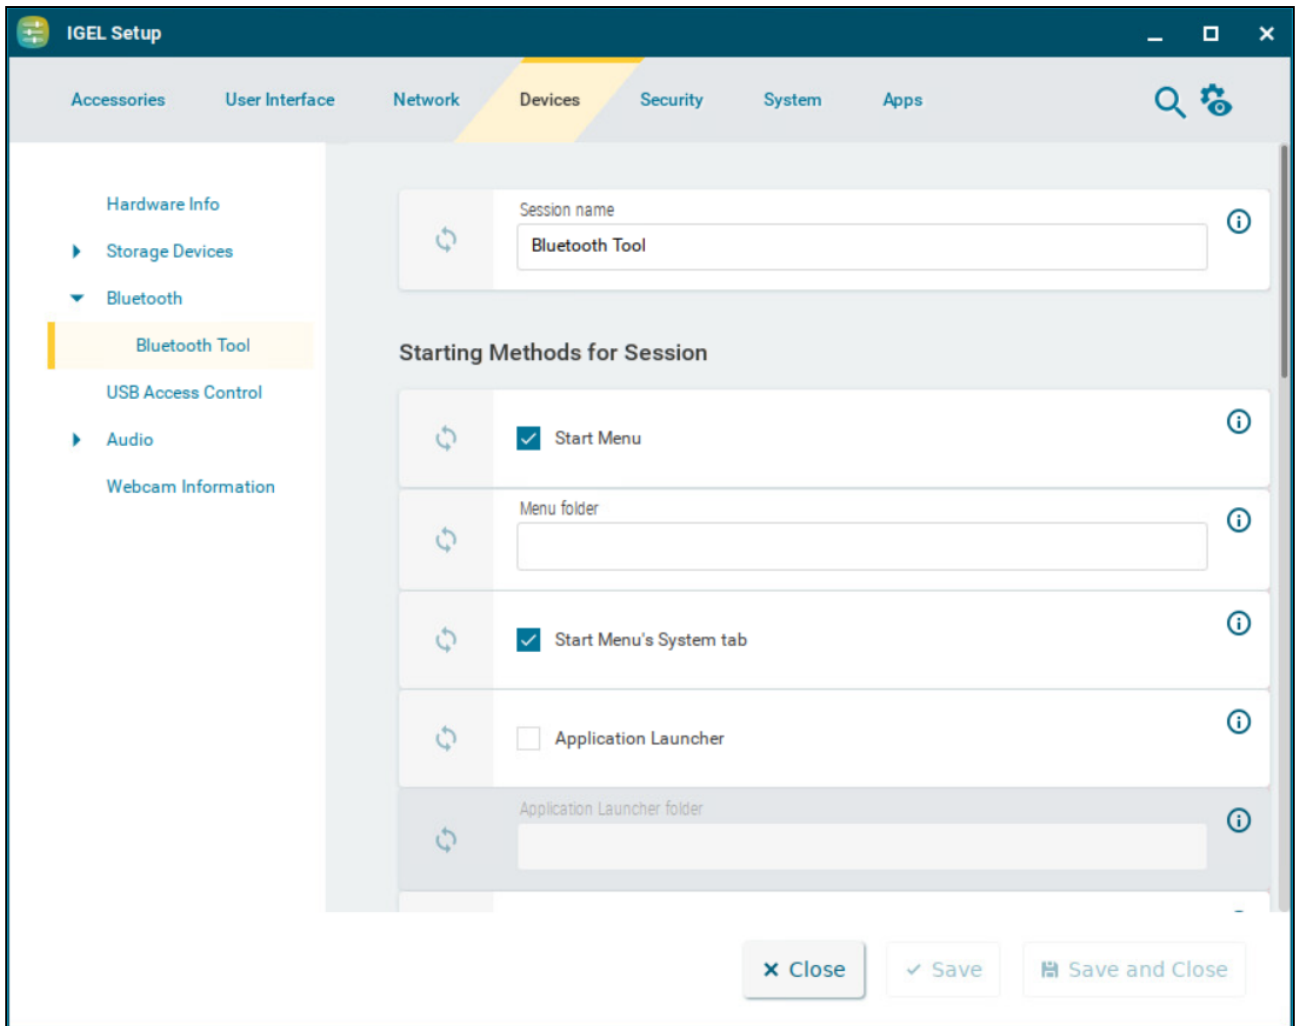 IGEL Setup
Accessories User Interface Network Devices Security System Apps
Hardware Info
Storage Devices
Bluetooth
Bluetooth Tool
USB Access Control
Audio
Webcam Information
Session name
Bluetooth Tool
Starting Methods for Session
Start Menu
Menu folder
Start Menu's System tab
Application Launcher
Application Launcher folder
Close Save Save and Close